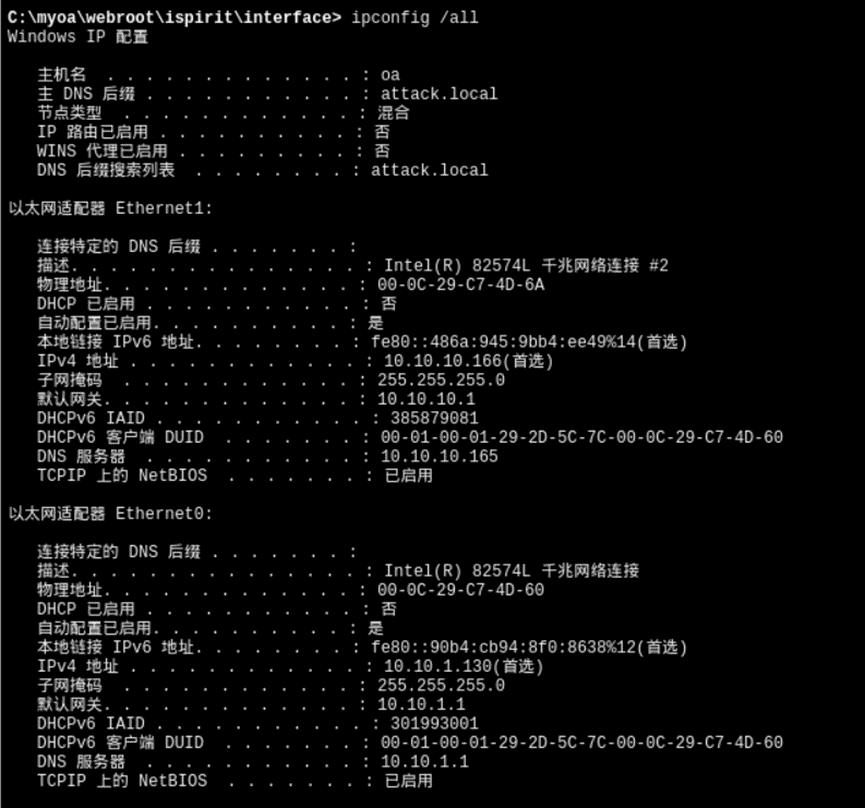 C:\myoa\webroot\ispirit\interface> ipconfig /all
Windows IP 配置
主机名 . . . . . . . . . . . . . : oa
主 DNS 后缀 . . . . . . . . . . . : attack.local
节点类型 . . . . . . . . . . . . : 混合
IP 路由已启用 . . . . . . . . . . : 否
WINS 代理已启用 . . . . . . . . . : 否
DNS 后缀搜索列表 . . . . . . . . : attack.local
以太网适配器 Ethernet1:
连接特定的 DNS 后缀 . . . . . . . :
描述. . . . . . . . . . . . . . . : Intel(R) 82574L 千兆网络连接 #2
物理地址. . . . . . . . . . . . . : 00-0C-29-C7-4D-6A
DHCP 已启用 . . . . . . . . . . . : 否
自动配置已启用. . . . . . . . . . : 是
本地链接 IPv6 地址. . . . . . . . : fe80::486a:945:9bb4:ee49%14(首选)
IPv4 地址 . . . . . . . . . . . . : 10.10.10.166(首选)
子网掩码 . . . . . . . . . . . . : 255.255.255.0
默认网关. . . . . . . . . . . . . : 10.10.10.1
DHCPv6 IAID . . . . . . . . . . . : 385879081
DHCPv6 客户端 DUID . . . . . . . : 00-01-00-01-29-2D-5C-7C-00-0C-29-C7-4D-60
DNS 服务器 . . . . . . . . . . . : 10.10.10.165
TCPIP 上的 NetBIOS . . . . . . . : 已启用
以太网适配器 Ethernet0:
连接特定的 DNS 后缀 . . . . . . . :
描述. . . . . . . . . . . . . . . : Intel(R) 82574L 千兆网络连接
物理地址. . . . . . . . . . . . . : 00-0C-29-C7-4D-60
DHCP 已启用 . . . . . . . . . . . : 否
自动配置已启用. . . . . . . . . . : 是
本地链接 IPv6 地址. . . . . . . . : fe80::90b4:cb94:8f0:8638%12(首选)
IPv4 地址 . . . . . . . . . . . . : 10.10.1.130(首选)
子网掩码 . . . . . . . . . . . . : 255.255.255.0
默认网关. . . . . . . . . . . . . : 10.10.1.1
DHCPv6 IAID . . . . . . . . . . . : 301993001
DHCPv6 客户端 DUID . . . . . . . : 00-01-00-01-29-2D-5C-7C-00-0C-29-C7-4D-60
DNS 服务器 . . . . . . . . . . . : 10.10.1.1
TCPIP 上的 NetBIOS . . . . . . . : 已启用